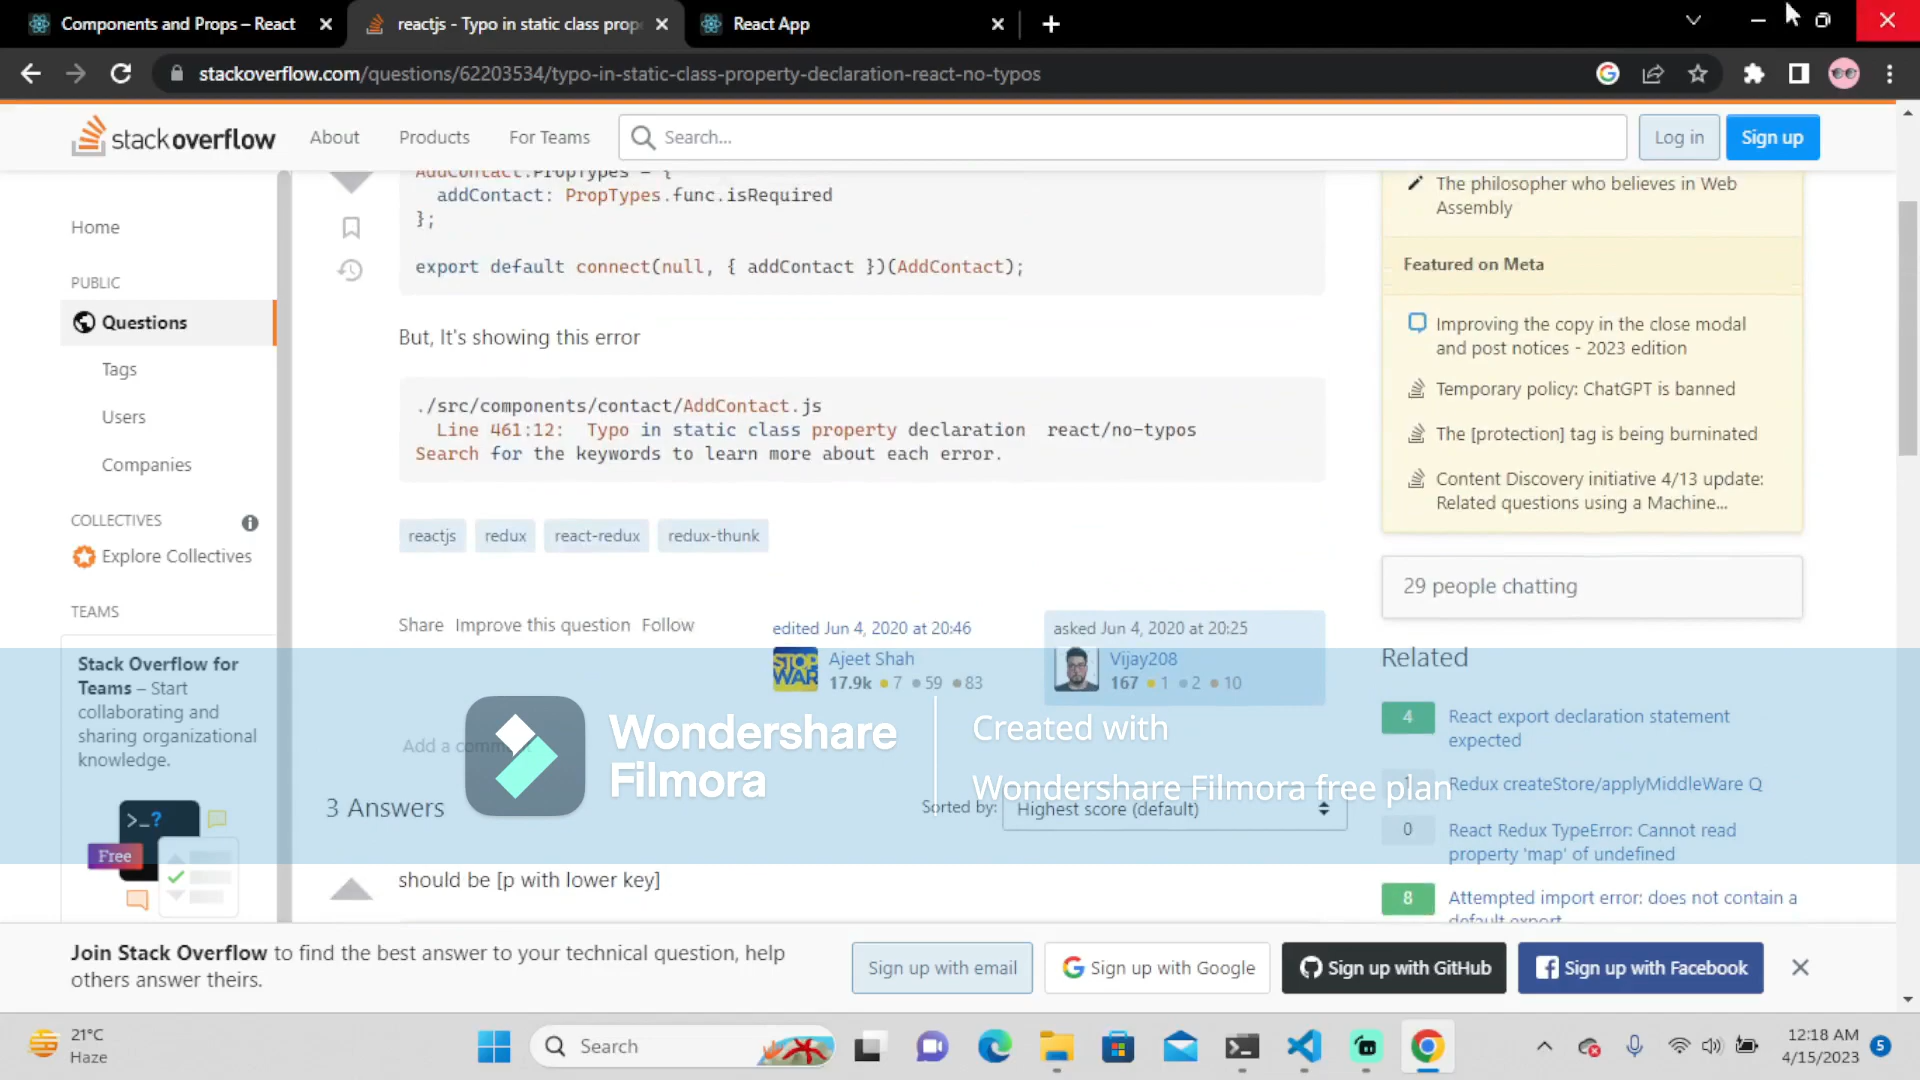 Components and Props – React
reactjs - Typo in static class prop
React App
stackoverflow.com/questions/62203534/typo-in-static-class-property-declaration-react-no-typos
stackoverflow
About
Products
For Teams
Search...
Log in
Sign up
Home
PUBLIC
Questions
Tags
Users
Companies
COLLECTIVES
Explore Collectives
TEAMS
Stack Overflow for
Teams – Start
collaborating and
sharing organizational
knowledge.
>_?
Free
AddContact.PropTypes = {
addContact: PropTypes.func.isRequired
};
export default connect(null, { addContact })(AddContact);
But, It's showing this error
./src/components/contact/AddContact.js
Line 461:12:  Typo in static class property declaration  react/no-typos
Search for the keywords to learn more about each error.
reactjs
redux
react-redux
redux-thunk
Share
Improve this question
Follow
edited Jun 4, 2020 at 20:46
STOP
WAR
Ajeet Shah
17.9k 7 59 83
asked Jun 4, 2020 at 20:25
Vijay208
167 1 2 10
Add a
Wondershare
Filmora
Created with
Wondershare Filmora free plan
3 Answers
Sorted by:
Highest score (default)
should be [p with lower key]
The philosopher who believes in Web
Assembly
Featured on Meta
Improving the copy in the close modal
and post notices - 2023 edition
Temporary policy: ChatGPT is banned
The [protection] tag is being burninated
Content Discovery initiative 4/13 update:
Related questions using a Machine...
29 people chatting
Related
4
React export declaration statement
expected
1
Redux createStore/applyMiddleWare Q
0
React Redux TypeError: Cannot read
property 'map' of undefined
8
Attempted import error: does not contain a
default export
Join Stack Overflow to find the best answer to your technical question, help
others answer theirs.
Sign up with email
Sign up with Google
Sign up with GitHub
Sign up with Facebook
21°C
Haze
Search
12:18 AM
4/15/2023
5